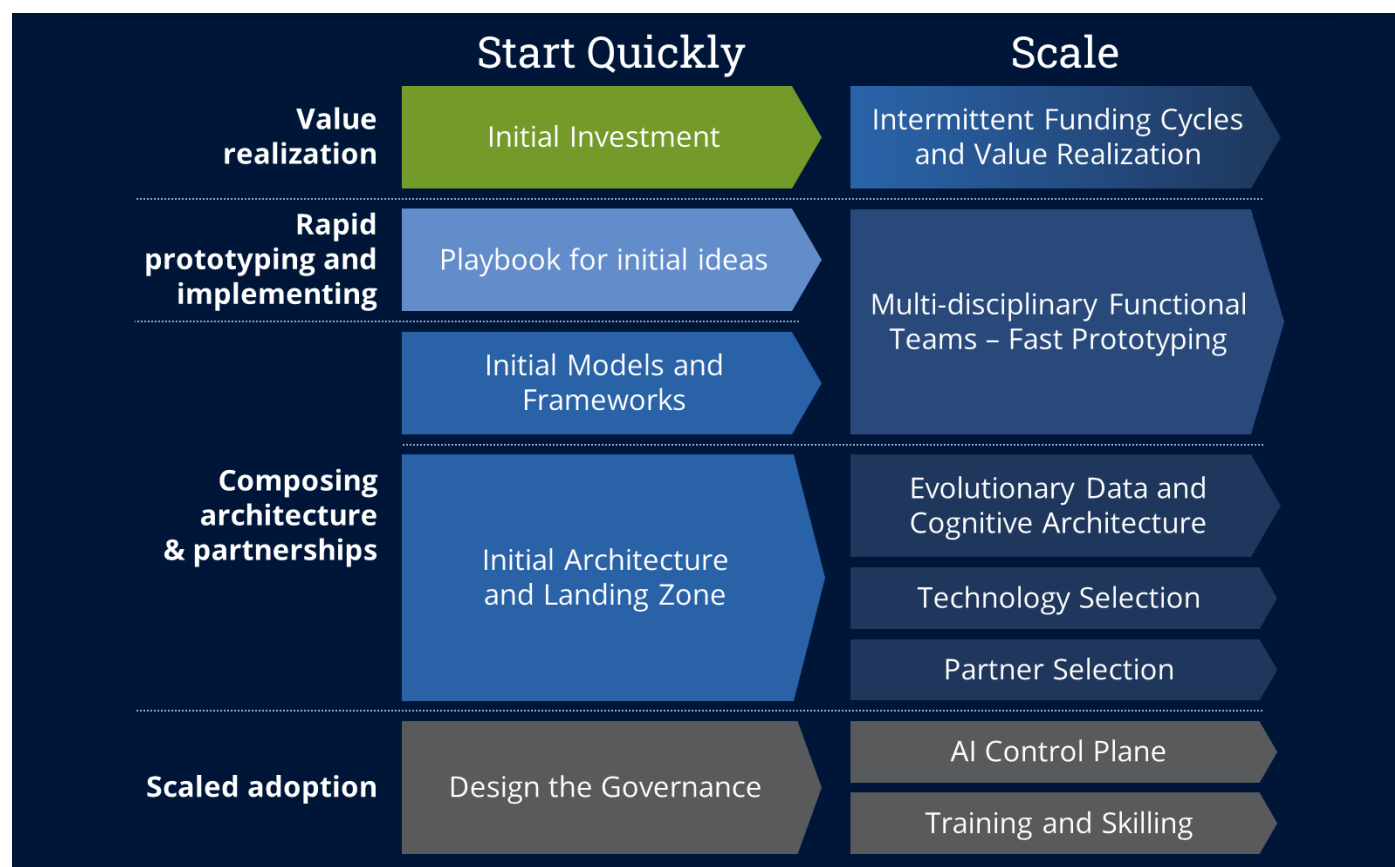 Start Quickly
Scale
Value
realization
Initial Investment
Intermittent Funding Cycles
and Value Realization
Rapid
prototyping and
implementing
Playbook for initial ideas
Multi-disciplinary Functional
Teams – Fast Prototyping
Initial Models and
Frameworks
Composing
architecture
& partnerships
Initial Architecture
and Landing Zone
Evolutionary Data and
Cognitive Architecture
Technology Selection
Partner Selection
Scaled adoption
Design the Governance
AI Control Plane
Training and Skilling